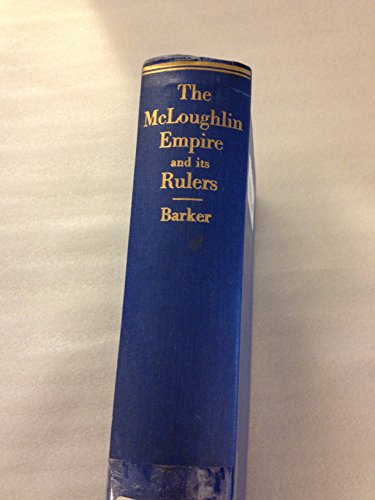 The
McLoughlin
Empire
and its
Rulers
Barker